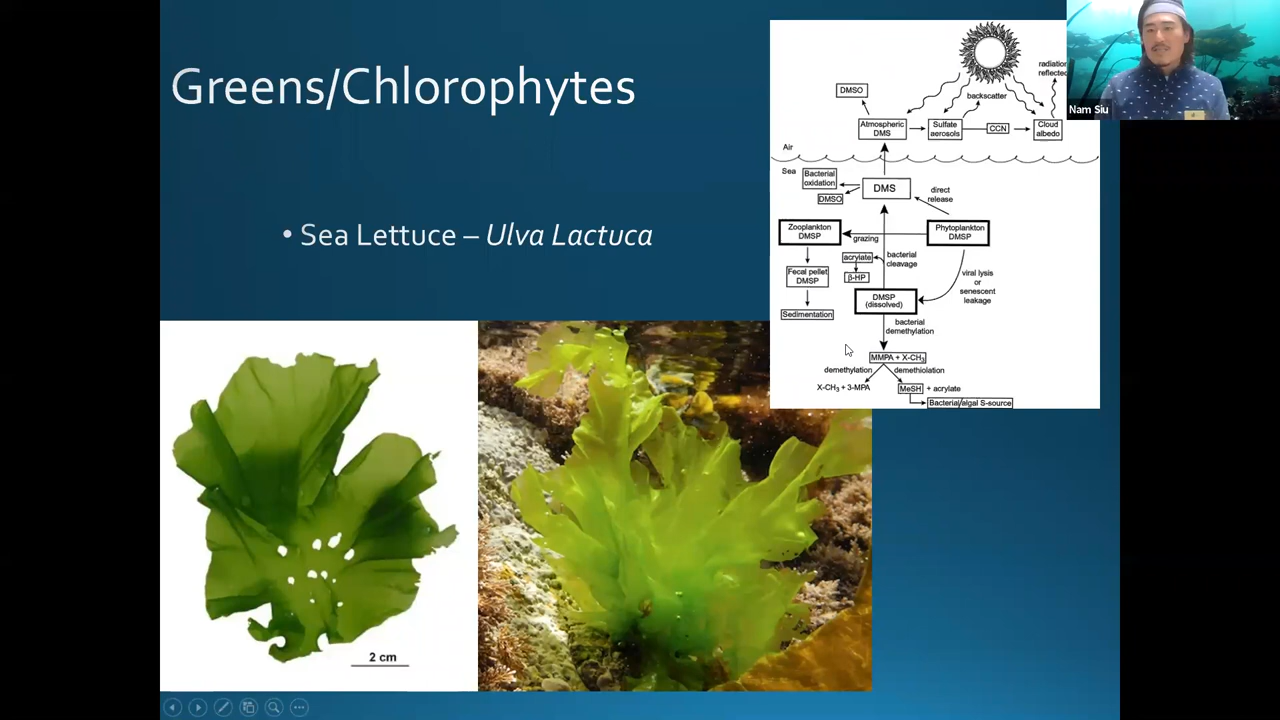 Greens/Chlorophytes
• Sea Lettuce – Ulva Lactuca
2 cm
radiation
reflected
DMSO
backscatter
Atmospheric
DMS
Sulfate
aerosols
CCN
Cloud
albedo
Air
Sea
Bacterial
oxidation
DMS
direct
release
DMSO
Zooplankton
DMSP
grazing
Phytoplankton
DMSP
acrylate
bacterial
cleavage
β-HP
Fecal pellet
DMSP
viral lysis
or
senescent
leakage
DMSP
(dissolved)
Sedimentation
bacterial
demethylation
MMPA + X-CH3
demethylation
demethiolation
X-CH3 + 3-MPA
MeSH + acrylate
Bacterial/algal S-source
Nam Siu